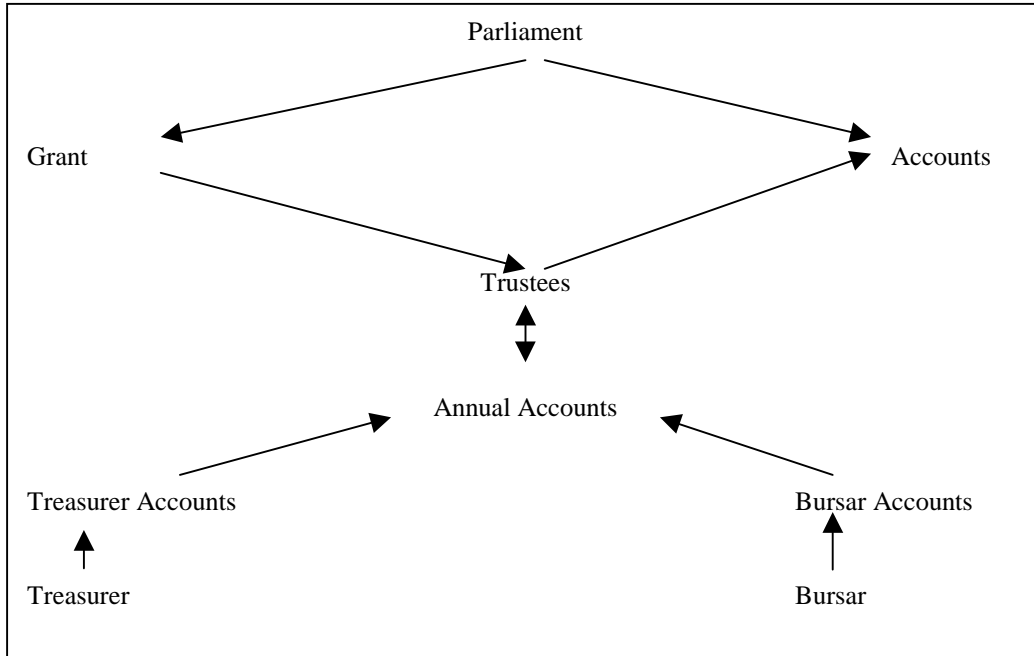 Parliament
Grant
Accounts
Trustees
Annual Accounts
Treasurer Accounts
Bursar Accounts
Treasurer
Bursar